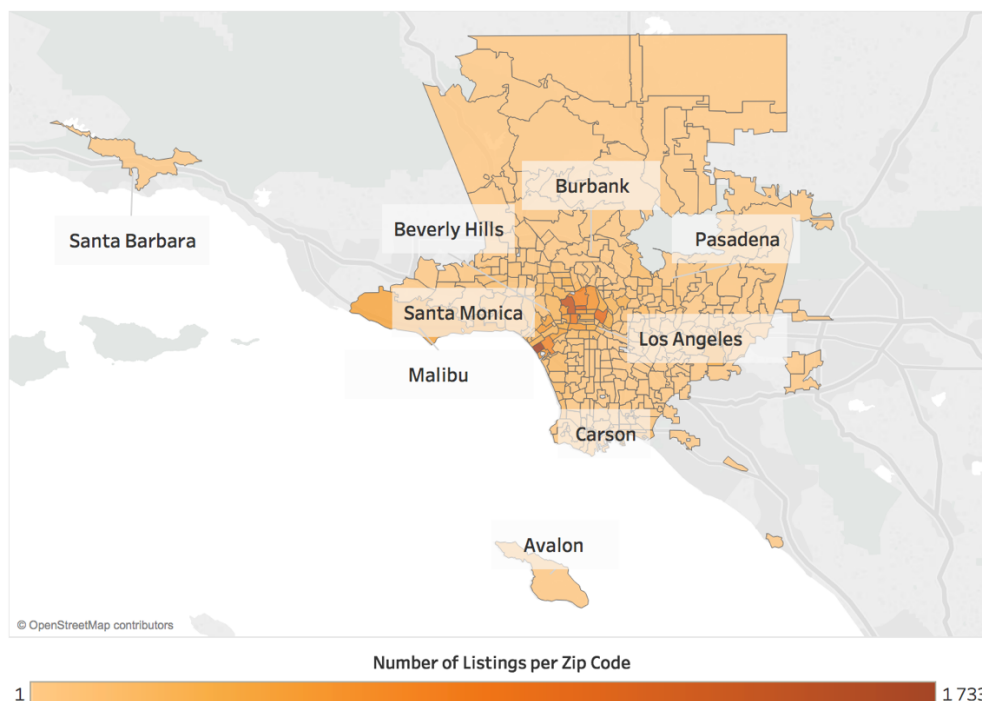 Burbank
Beverly Hills
Santa Barbara
Pasadena
Santa Monica
Los Angeles
Malibu
Carson
Avalon
© OpenStreetMap contributors
Number of Listings per Zip Code
1
1 733